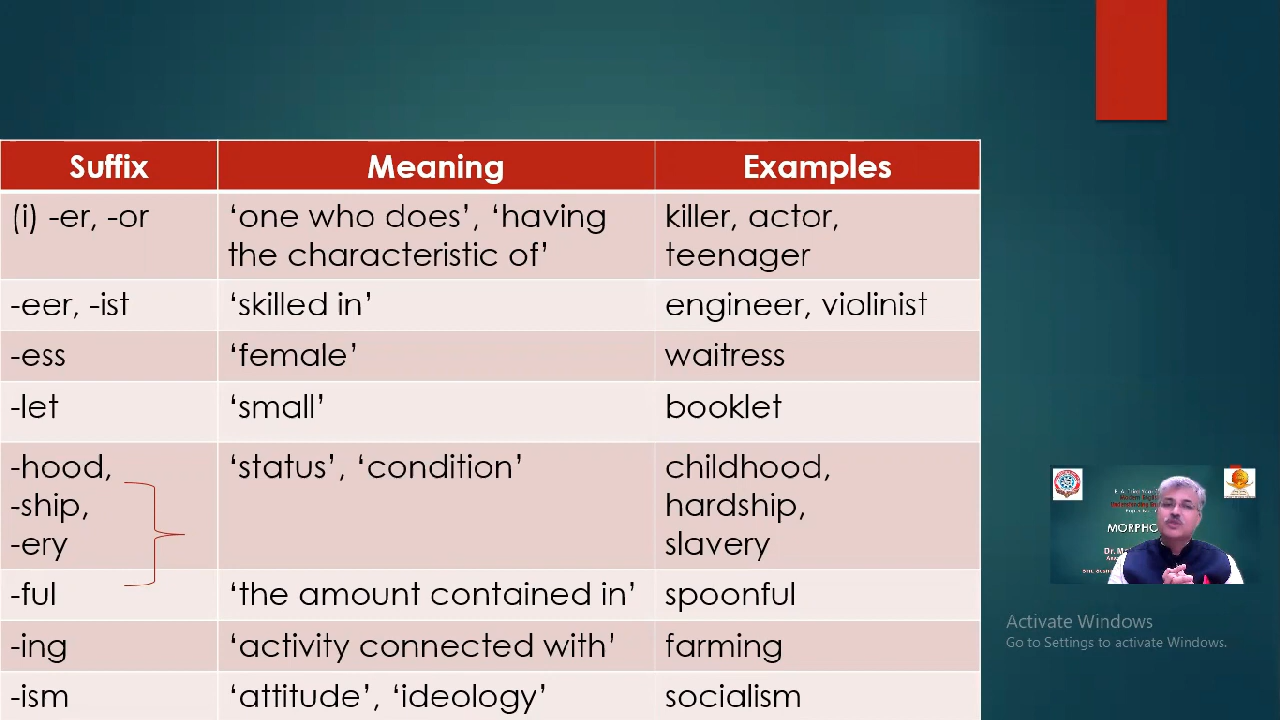 Suffix Meaning Examples
(i) -er, -or ‘one who does’, ‘having killer, actor,
the characteristic of’ teenager
-eer, -ist ‘skilled in’ engineer, violinist
-ess ‘female’ waitress
-let ‘small’ booklet
-hood, ‘status’, ‘condition’ childhood,
-ship, hardship,
-ery slavery
-ful ‘the amount contained in’ spoonful
-ing ‘activity connected with’ farming
-ism ‘attitude’, ‘ideology’ socialism
MORPHO
Dr.
Activate Windows
Go to Settings to activate Windows.